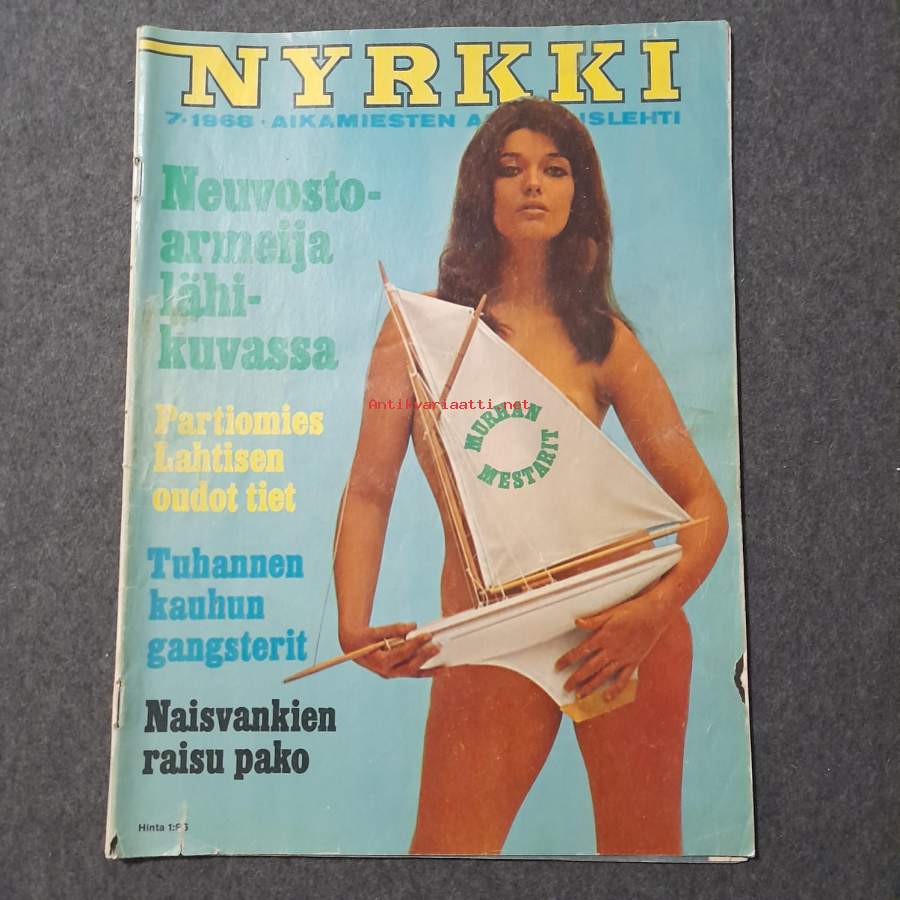 NYRKKI
7·1968 · AIKAMIESTEN
Neuvosto-
armeija
lähi-
kuvassa
Partiomies
Lahtisen
oudot tiet
Tuhannen
kauhun
gangsterit
Naisvankien
raisu pako
MURHAN
MESTARIT
Antikvariaatti.net
Hinta